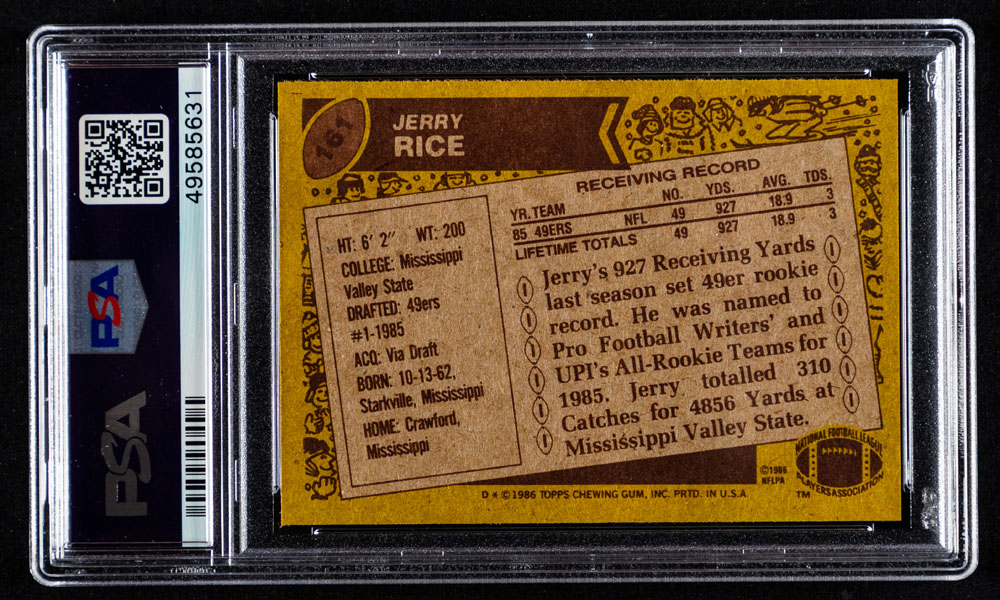 49585631
PSA
PSA
161
JERRY
RICE
RECEIVING RECORD
YR. TEAM NO. YDS. AVG. TDS.
85 49ERS NFL 49 927 18.9 3
LIFETIME TOTALS 49 927 18.9 3
HT: 6' 2" WT: 200
COLLEGE: Mississippi
Valley State
DRAFTED: 49ers
#1-1985
ACQ: Via Draft
BORN: 10-13-62,
Starkville, Mississippi
HOME: Crawford,
Mississippi
Jerry's 927 Receiving Yards
last season set 49er rookie
record. He was named to
Pro Football Writers' and
UPI's All-Rookie Teams for
1985. Jerry totalled 310
Catches for 4856 Yards at
Mississippi Valley State.
©1986
NFLPA
NATIONAL FOOTBALL LEAGUE
PLAYERS ASSOCIATION
TM
D * © 1986 TOPPS CHEWING GUM, INC. PRTD. IN U.S.A.